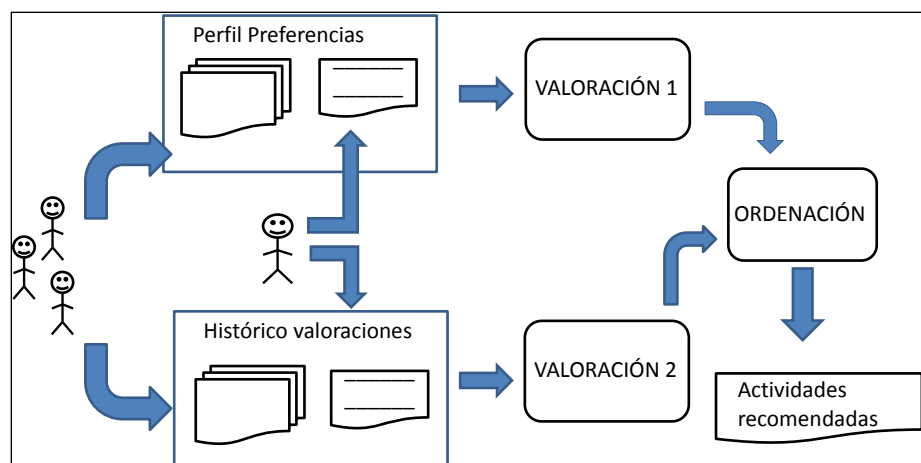 Perfil Preferencias
VALORACIÓN 1
ORDENACIÓN
Histórico valoraciones
VALORACIÓN 2
Actividades
recomendadas